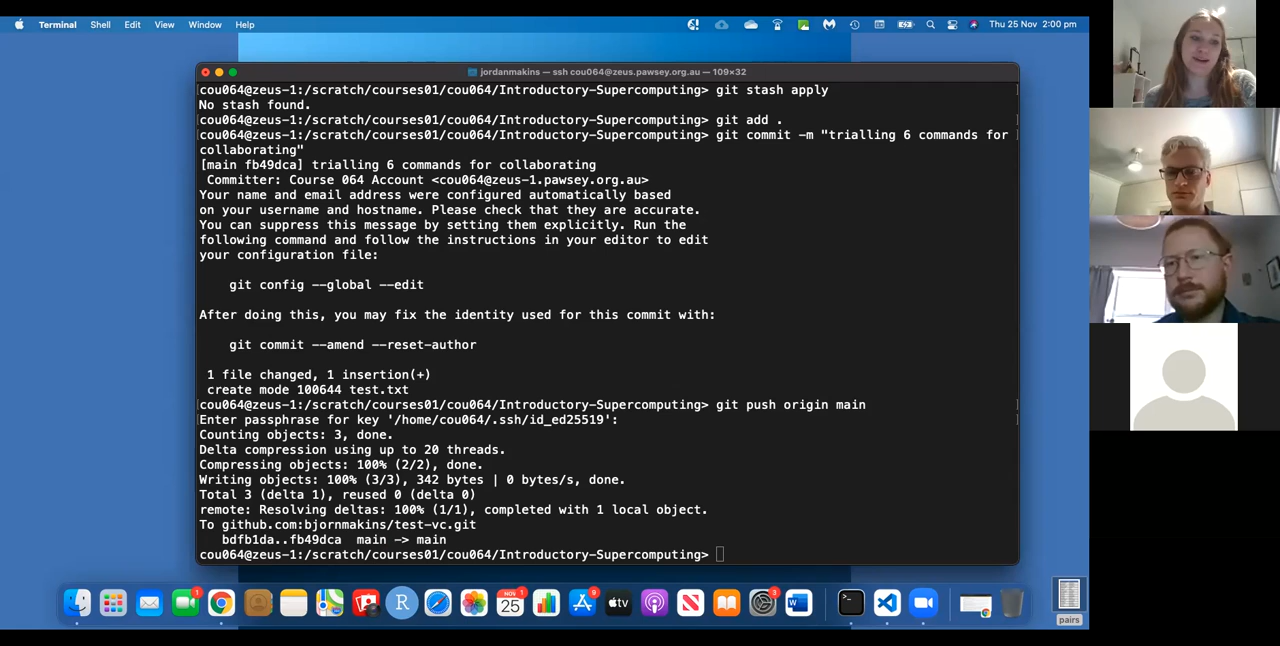 Terminal Shell Edit View Window Help Thu 25 Nov 2:00 pm
jordanmakins — ssh cou064@zeus.pawsey.org.au — 109×32
cou064@zeus-1:/scratch/courses01/cou064/Introductory-Supercomputing> git stash apply
No stash found.
cou064@zeus-1:/scratch/courses01/cou064/Introductory-Supercomputing> git add .
cou064@zeus-1:/scratch/courses01/cou064/Introductory-Supercomputing> git commit -m "trialling 6 commands for
collaborating"
[main fb49dca] trialling 6 commands for collaborating
Committer: Course 064 Account <cou064@zeus-1.pawsey.org.au>
Your name and email address were configured automatically based
on your username and hostname. Please check that they are accurate.
You can suppress this message by setting them explicitly. Run the
following command and follow the instructions in your editor to edit
your configuration file:
git config --global --edit
After doing this, you may fix the identity used for this commit with:
git commit --amend --reset-author
1 file changed, 1 insertion(+)
create mode 100644 test.txt
cou064@zeus-1:/scratch/courses01/cou064/Introductory-Supercomputing> git push origin main
Enter passphrase for key '/home/cou064/.ssh/id_ed25519':
Counting objects: 3, done.
Delta compression using up to 20 threads.
Compressing objects: 100% (2/2), done.
Writing objects: 100% (3/3), 342 bytes | 0 bytes/s, done.
Total 3 (delta 1), reused 0 (delta 0)
remote: Resolving deltas: 100% (1/1), completed with 1 local object.
To github.com:bjornmakins/test-vc.git
bdfb1da..fb49dca main -> main
cou064@zeus-1:/scratch/courses01/cou064/Introductory-Supercomputing>
1 NOV 25 1 9 tv 3
pairs